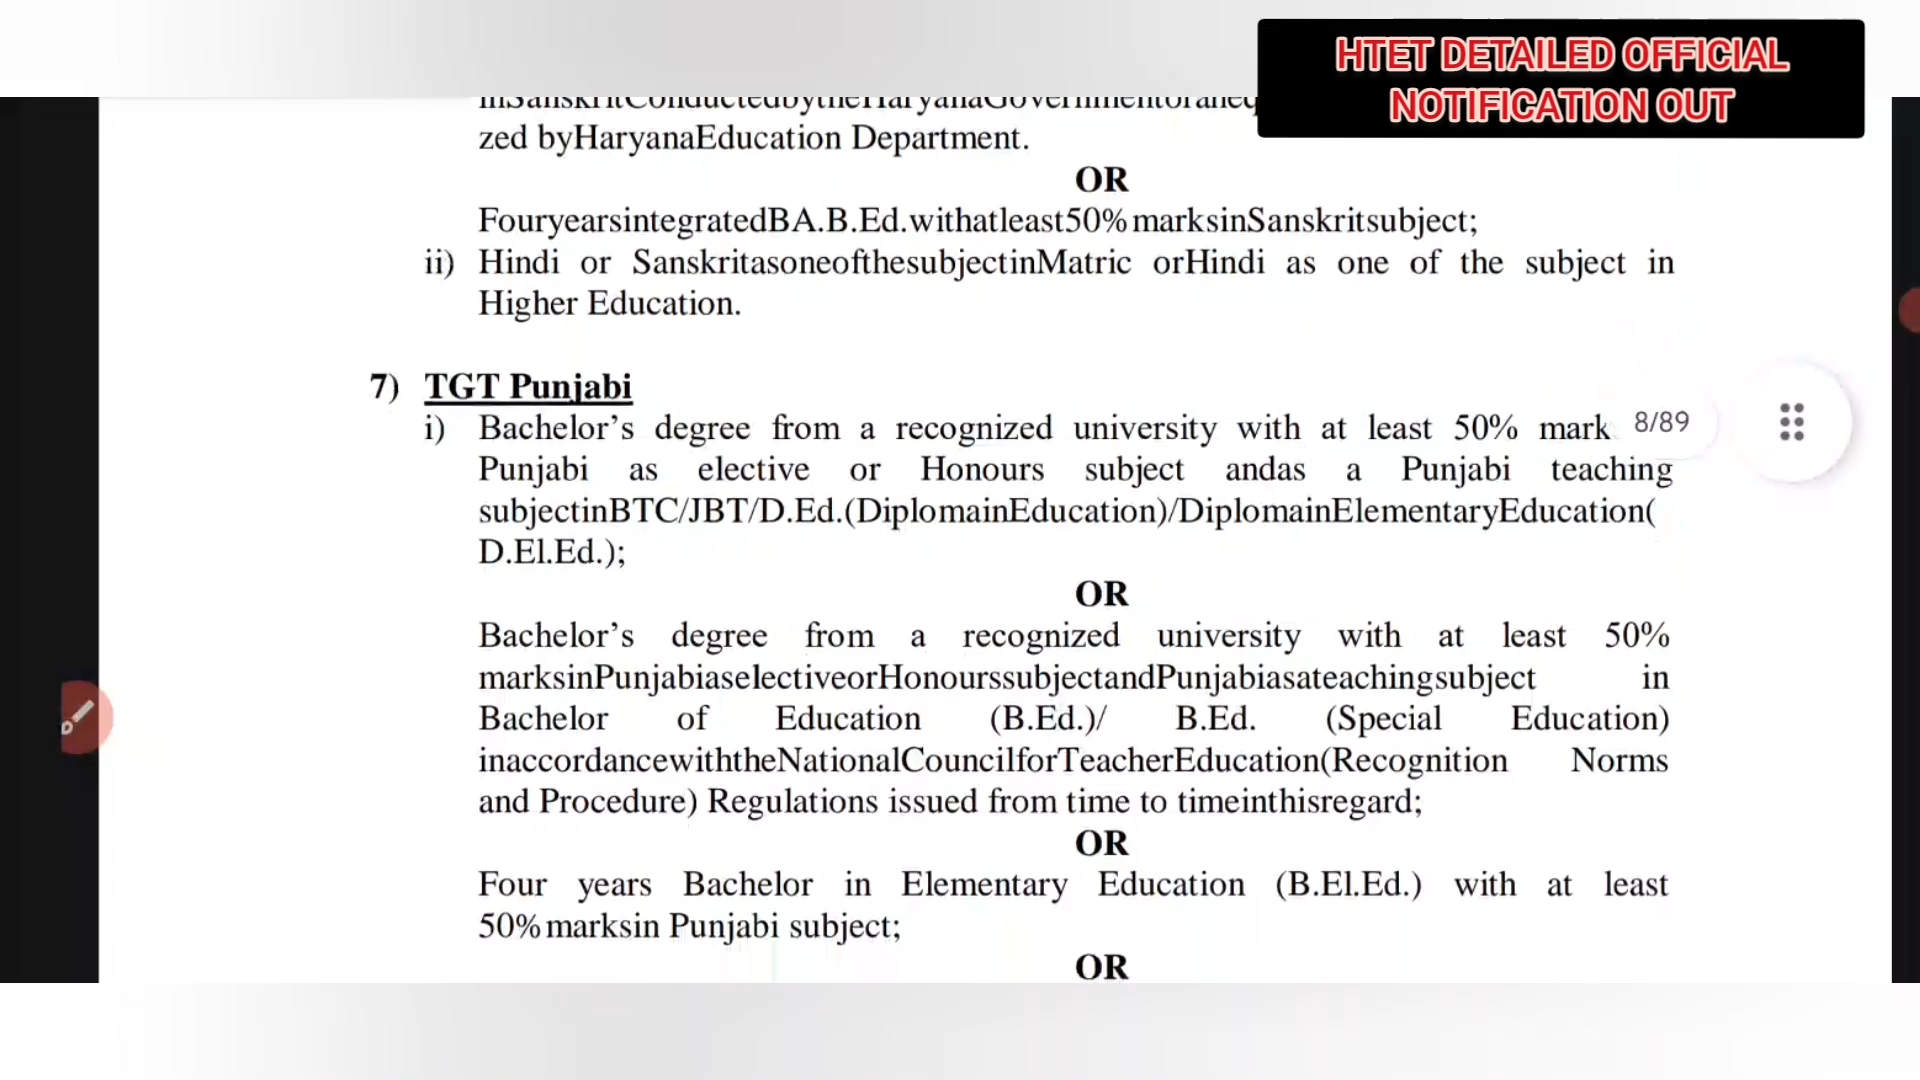 HTET DETAILED OFFICIAL
NOTIFICATION OUT
inSanskritConductedbytheHaryanaGovernmentoraneq
zed byHaryanaEducation Department.
OR
FouryearsintegratedBA.B.Ed.withatleast50% marksinSanskritsubject;
ii) Hindi or SanskritasoneofthesubjectinMatric orHindi as one of the subject in
Higher Education.
7) TGT Punjabi
i) Bachelor’s degree from a recognized university with at least 50% mark
8/89
Punjabi as elective or Honours subject andas a Punjabi teaching
subjectinBTC/JBT/D.Ed.(DiplomainEducation)/DiplomainElementaryEducation(
D.El.Ed.);
OR
Bachelor’s degree from a recognized university with at least 50%
marksinPunjabiaselectiveorHonourssubjectandPunjabiasateachingsubject in
Bachelor of Education (B.Ed.)/ B.Ed. (Special Education)
inaccordancewiththeNationalCouncilforTeacherEducation(Recognition Norms
and Procedure) Regulations issued from time to timeinthisregard;
OR
Four years Bachelor in Elementary Education (B.El.Ed.) with at least
50% marksin Punjabi subject;
OR